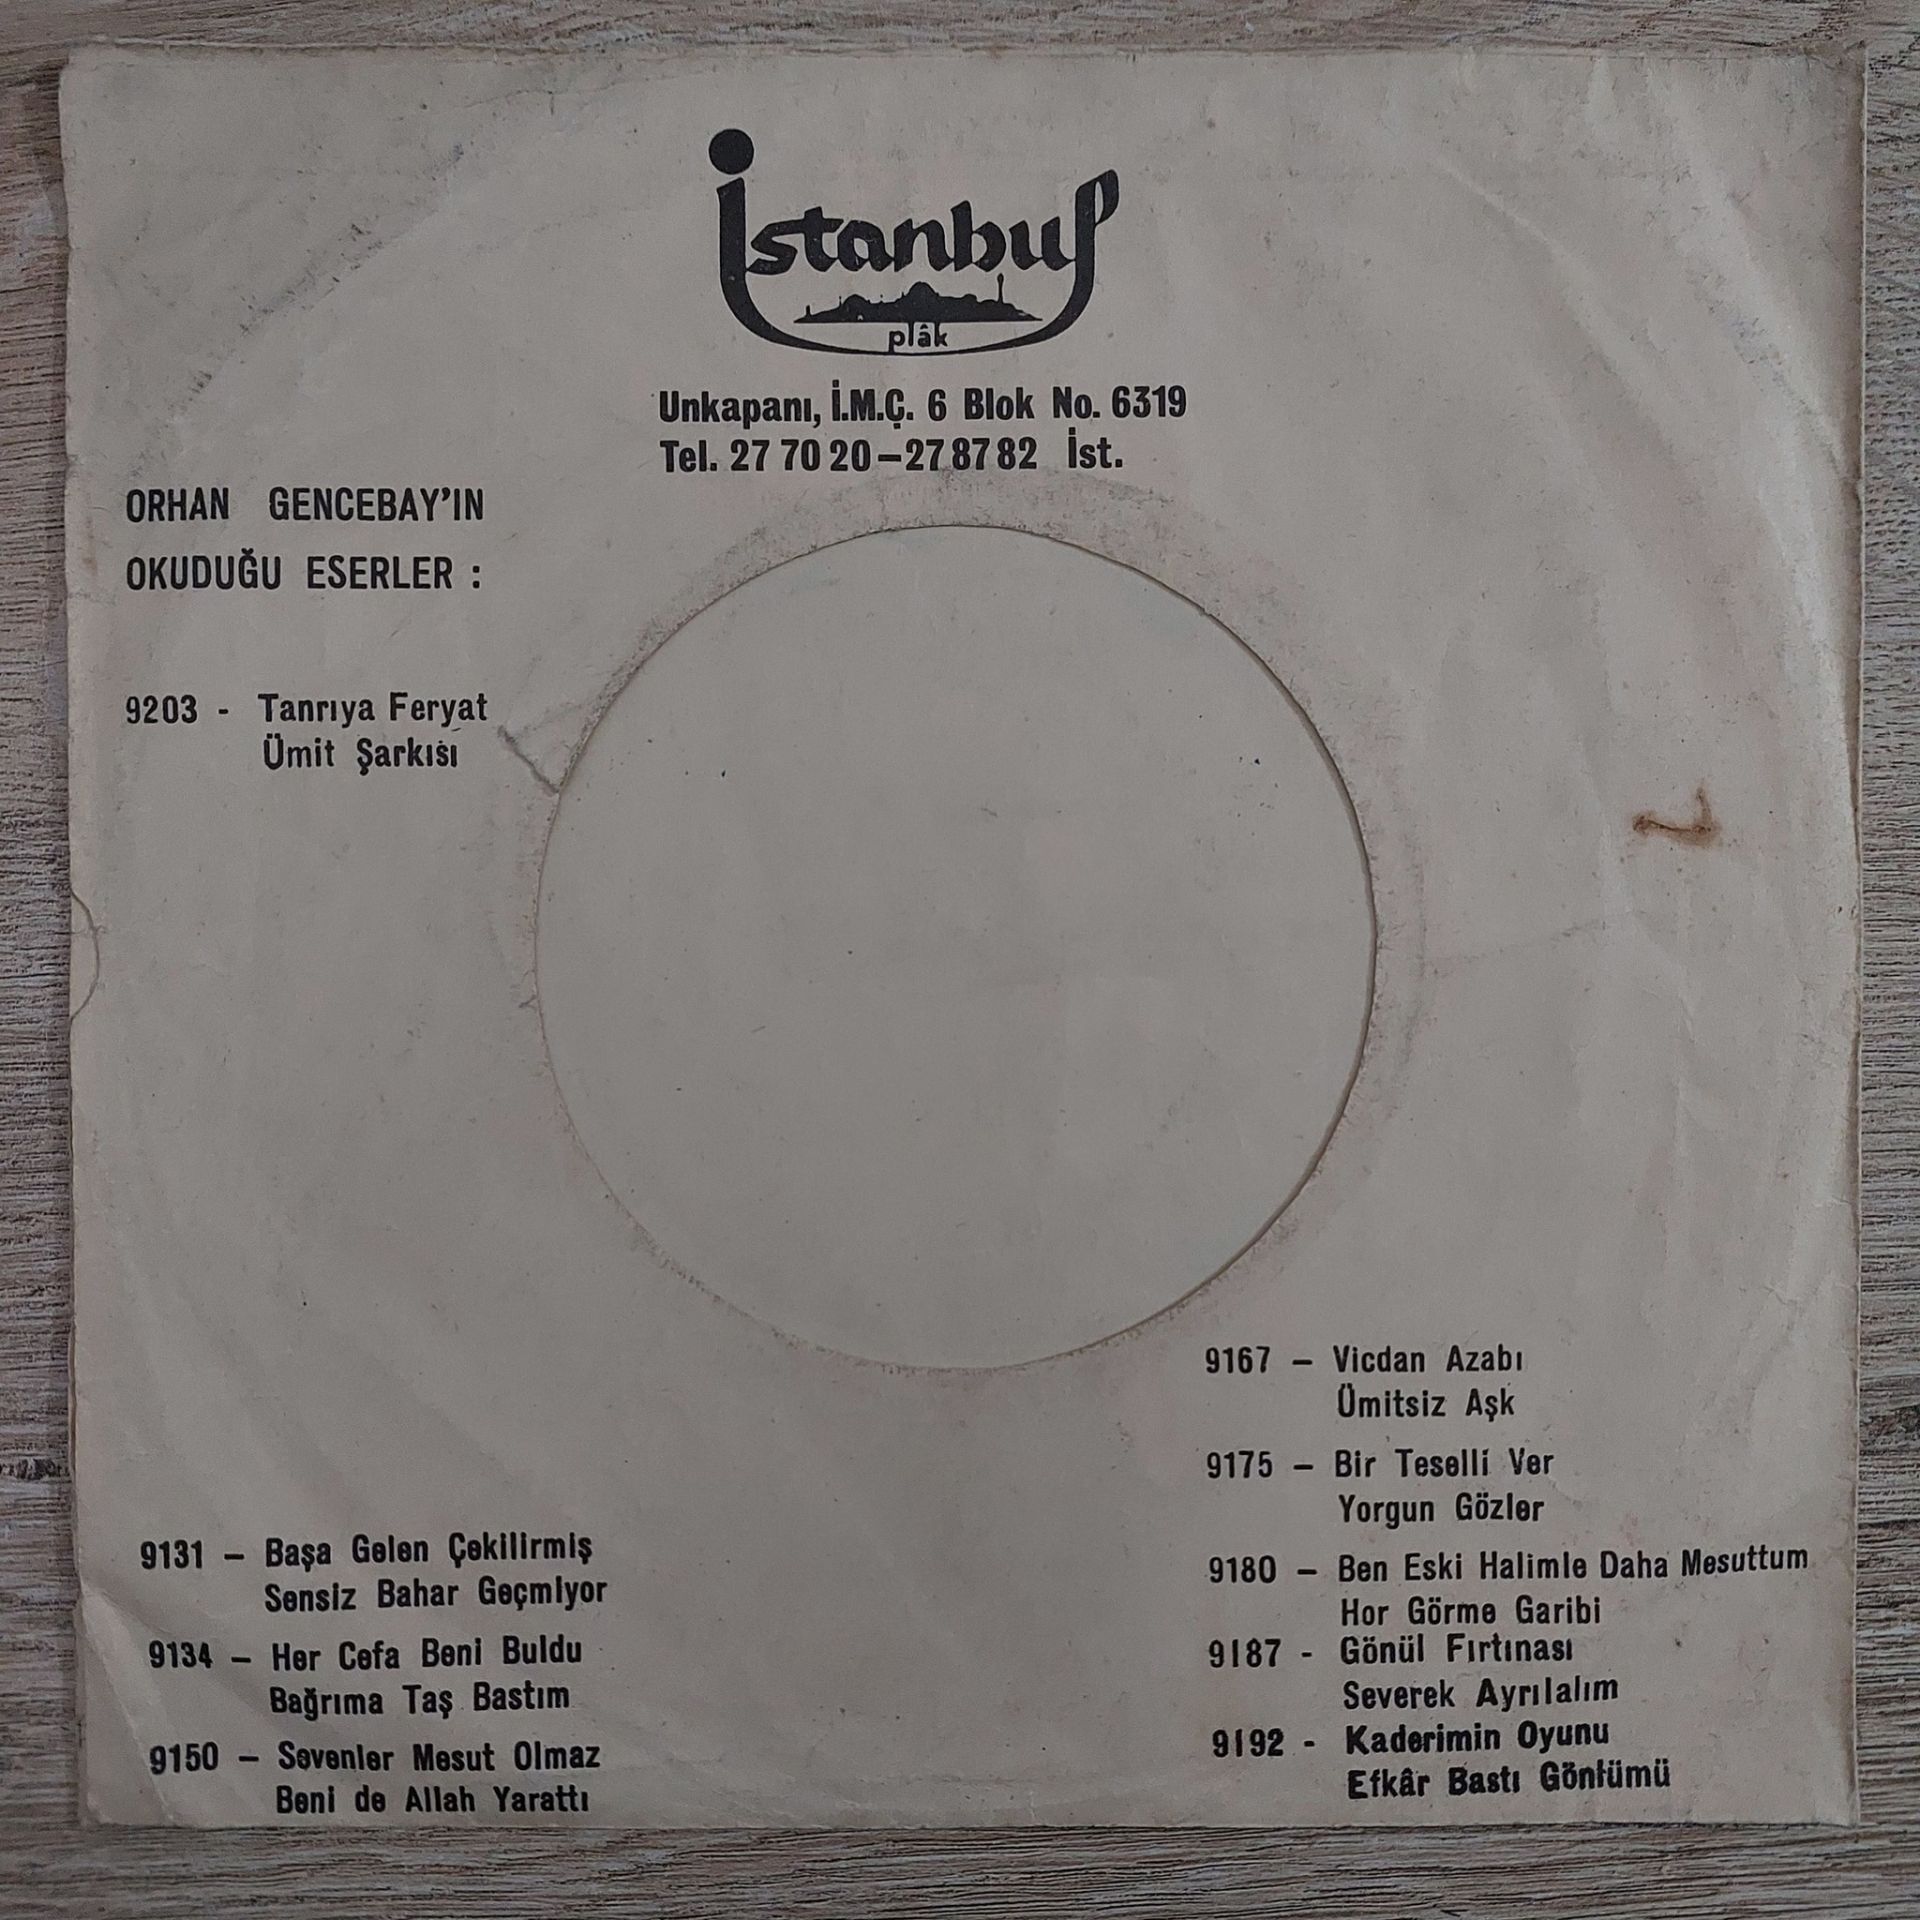 İstanbul
plâk
Unkapanı, İ.M.Ç. 6 Blok No. 6319
Tel. 27 70 20 – 27 87 82 İst.
ORHAN GENCEBAY'IN
OKUDUĞU ESERLER :
9203 - Tanrıya Feryat
Ümit Şarkısı
9131 – Başa Gelen Çekilirmiş
Sensiz Bahar Geçmiyor
9134 – Her Cefa Beni Buldu
Bağrıma Taş Bastım
9150 – Sevenler Mesut Olmaz
Beni de Allah Yarattı
9167 – Vicdan Azabı
Ümitsiz Aşk
9175 – Bir Teselli Ver
Yorgun Gözler
9180 – Ben Eski Halimle Daha Mesuttum
Hor Görme Garibi
9187 - Gönül Fırtınası
Severek Ayrılalım
9192 - Kaderimin Oyunu
Efkâr Bastı Gönlümü